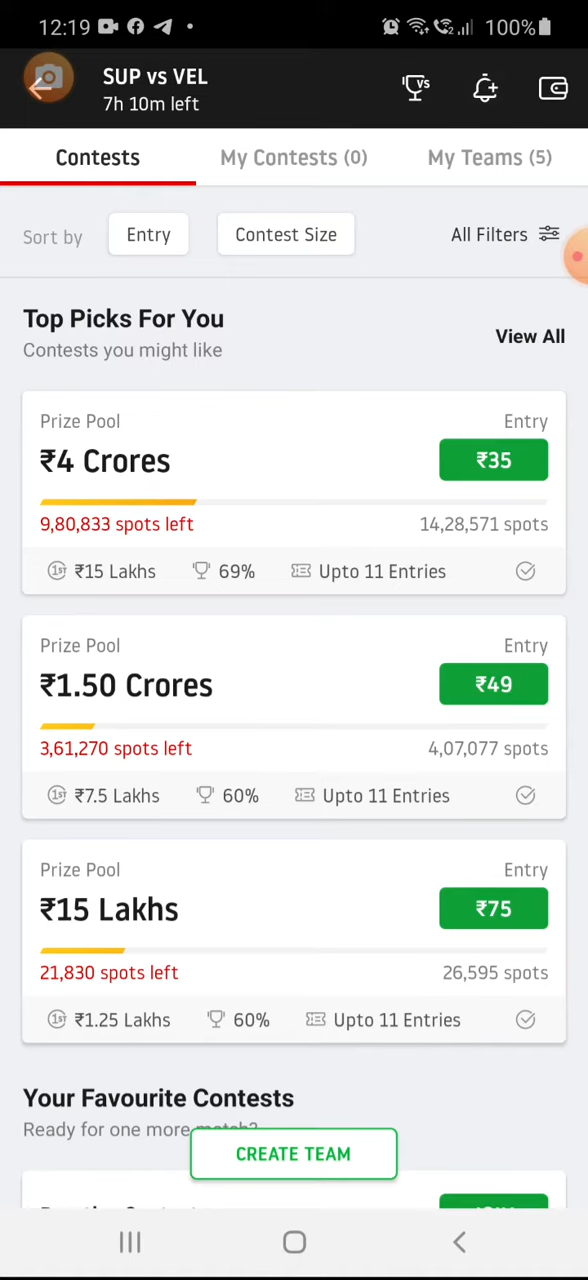 12:19 100%
SUP vs VEL
7h 10m left
VS
Contests My Contests (0) My Teams (5)
Sort by Entry Contest Size All Filters
Top Picks For You
View All
Contests you might like
Prize Pool Entry
₹4 Crores ₹35
9,80,833 spots left 14,28,571 spots
1ST ₹15 Lakhs 69% Upto 11 Entries
Prize Pool Entry
₹1.50 Crores ₹49
3,61,270 spots left 4,07,077 spots
1ST ₹7.5 Lakhs 60% Upto 11 Entries
Prize Pool Entry
₹15 Lakhs ₹75
21,830 spots left 26,595 spots
1ST ₹1.25 Lakhs 60% Upto 11 Entries
Your Favourite Contests
Ready for one more match?
CREATE TEAM